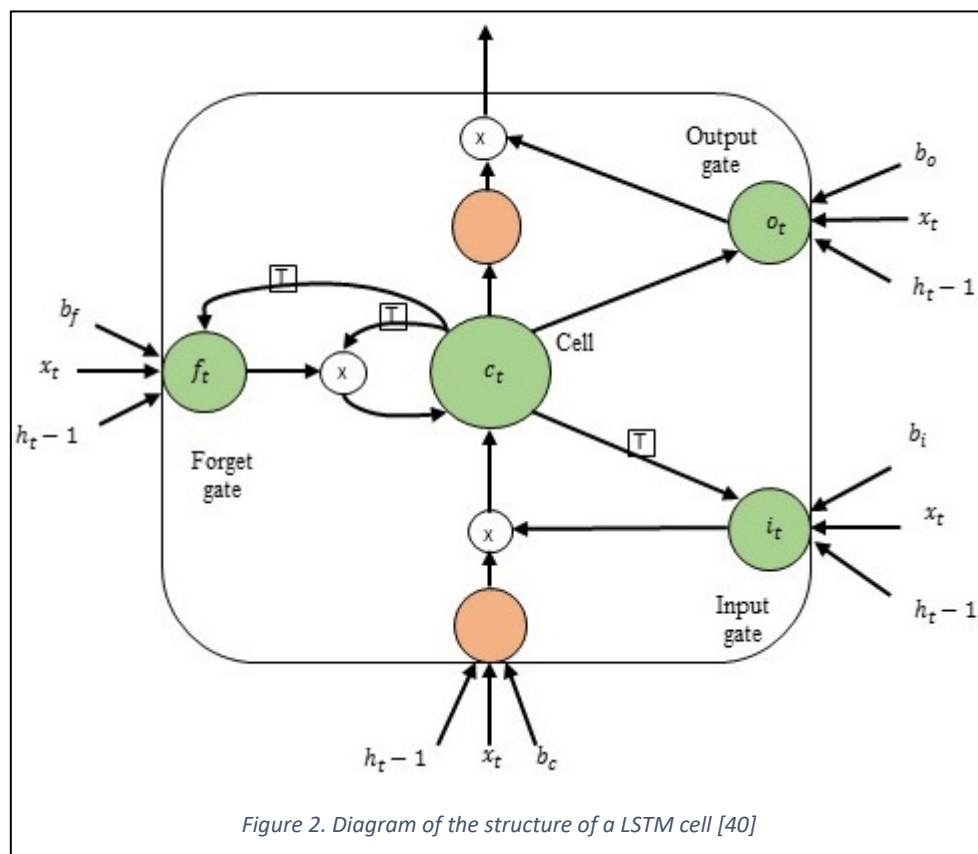 x
Output
gate
b_o
o_t
x_t
h_t − 1
T
T
b_f
Cell
x_t
f_t
x
c_t
h_t − 1
Forget
gate
T
b_i
x_t
x
i_t
h_t − 1
Input
gate
h_t − 1
x_t
b_c
Figure 2. Diagram of the structure of a LSTM cell [40]